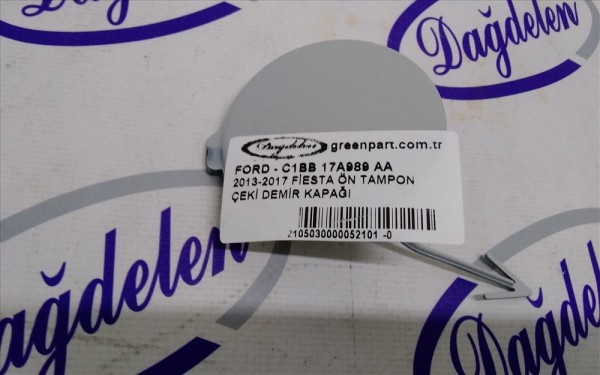 Dağdelen
Dağdelen
greenpart.com.tr
FORD - C1BB 17A989 AA
2013-2017 FİESTA ÖN TAMPON
ÇEKİ DEMİR KAPAĞI
2105030000052101 -0
Dağdelen